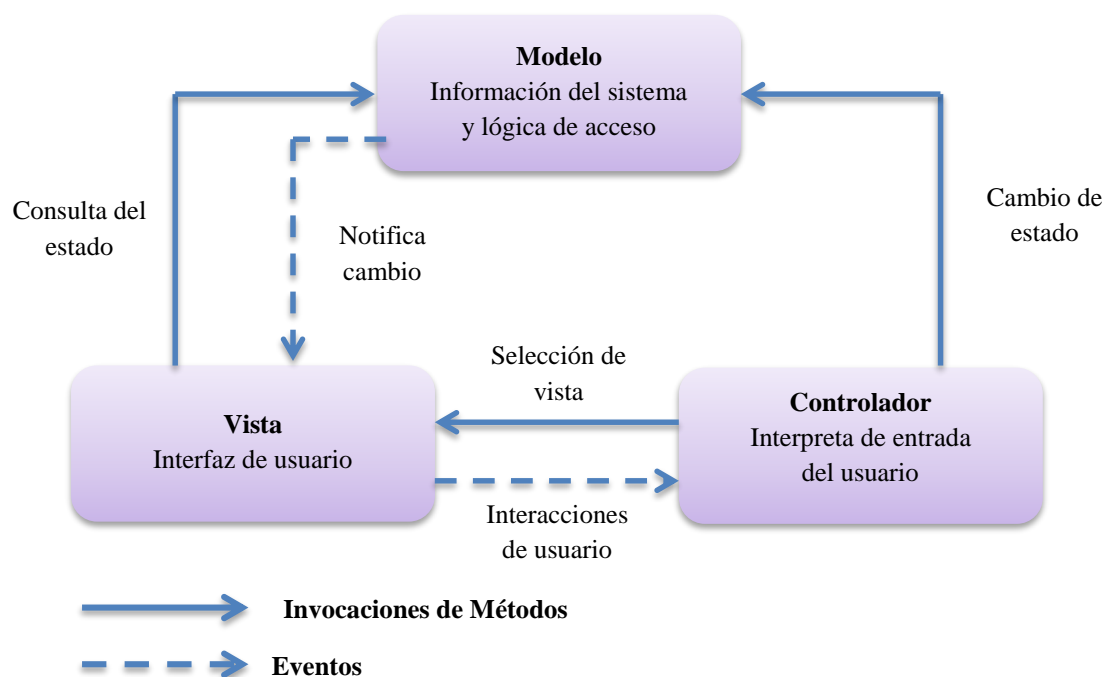 Modelo
Información del sistema
y lógica de acceso
Consulta del
estado
Notifica
cambio
Cambio de
estado
Selección de
vista
Vista
Interfaz de usuario
Controlador
Interpreta de entrada
del usuario
Interacciones
de usuario
Invocaciones de Métodos
Eventos